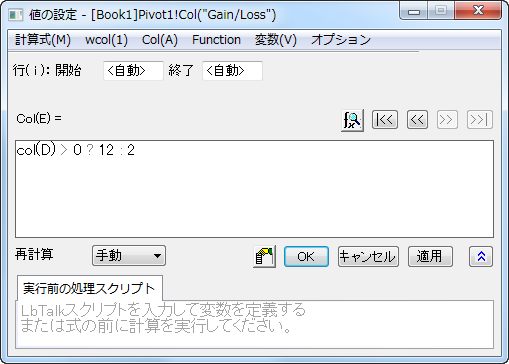 値の設定 - [Book1]Pivot1!Col("Gain/Loss")
計算式(M) wcol(1) Col(A) Function 変数(V) オプション
行(i): 開始 <自動> 終了 <自動>
Col(E) =
|<< << >> >>|
col(D) > 0 ? 12 : 2
再計算 手動 OK キャンセル 適用
実行前の処理スクリプト
LbTalkスクリプトを入力して変数を定義する
または式の前に計算を実行してください。